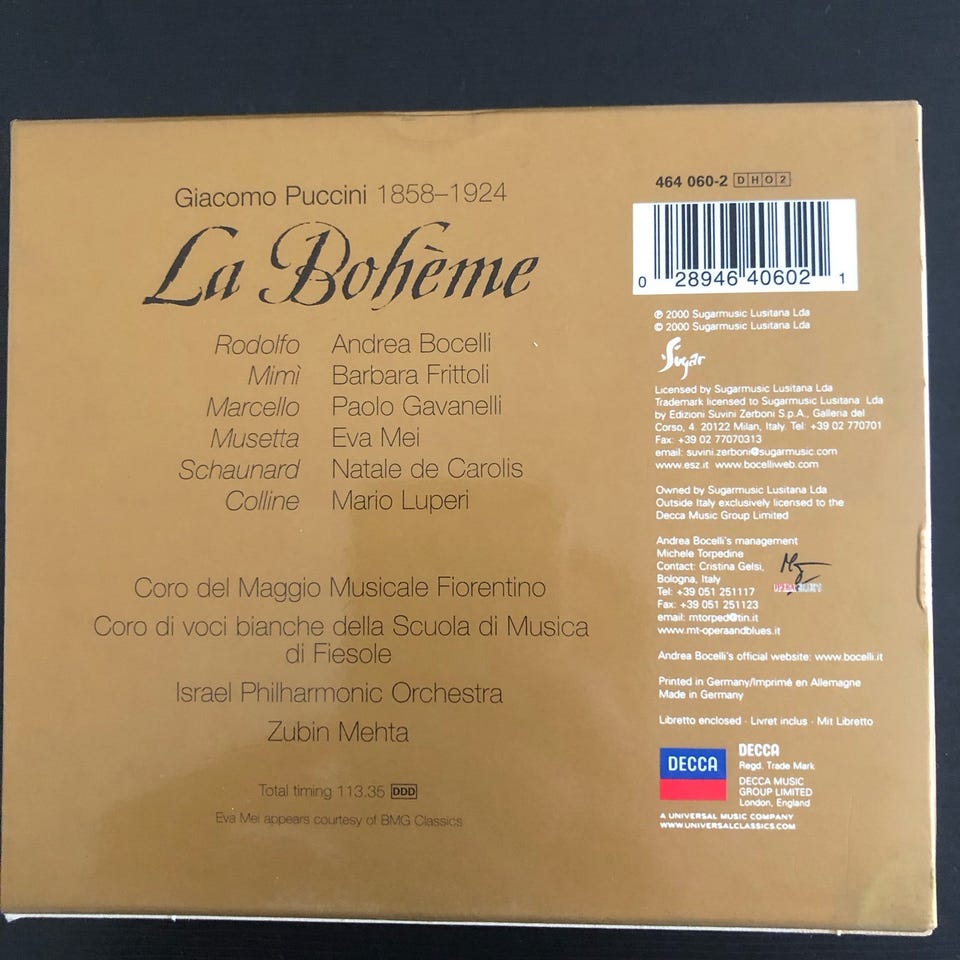 Giacomo Puccini 1858–1924
La Bohème
Rodolfo Andrea Bocelli
Mimì Barbara Frittoli
Marcello Paolo Gavanelli
Musetta Eva Mei
Schaunard Natale de Carolis
Colline Mario Luperi
Coro del Maggio Musicale Fiorentino
Coro di voci bianche della Scuola di Musica
di Fiesole
Israel Philharmonic Orchestra
Zubin Mehta
Total timing 113.35 DDD
Eva Mei appears courtesy of BMG Classics
464 060-2 DHO2
0 28946 40602 1
℗ 2000 Sugarmusic Lusitana Lda
© 2000 Sugarmusic Lusitana Lda
Sugar
Licensed by Sugarmusic Lusitana Lda
Trademark licensed to Sugarmusic Lusitana Lda
by Edizioni Suvini Zerboni S.p.A., Galleria del
Corso, 4. 20122 Milan, Italy. Tel: +39 02 770701
Fax: +39 02 77070313
email: suvini.zerboni@sugarmusic.com
www.esz.it www.bocelliweb.com
Owned by Sugarmusic Lusitana Lda
Outside Italy exclusively licensed to the
Decca Music Group Limited
Andrea Bocelli's management
Michele Torpedine
Contact: Cristina Gelsi,
Bologna, Italy
Tel: +39 051 251117
Fax: +39 051 251123
email: mtorped@tin.it
www.mt-operaandblues.it
Andrea Bocelli's official website: www.bocelli.it
Printed in Germany/Imprimé en Allemagne
Made in Germany
Libretto enclosed · Livret inclus · Mit Libretto
DECCA
DECCA
Regd. Trade Mark
DECCA MUSIC
GROUP LIMITED
London, England
A UNIVERSAL MUSIC COMPANY
WWW.UNIVERSALCLASSICS.COM